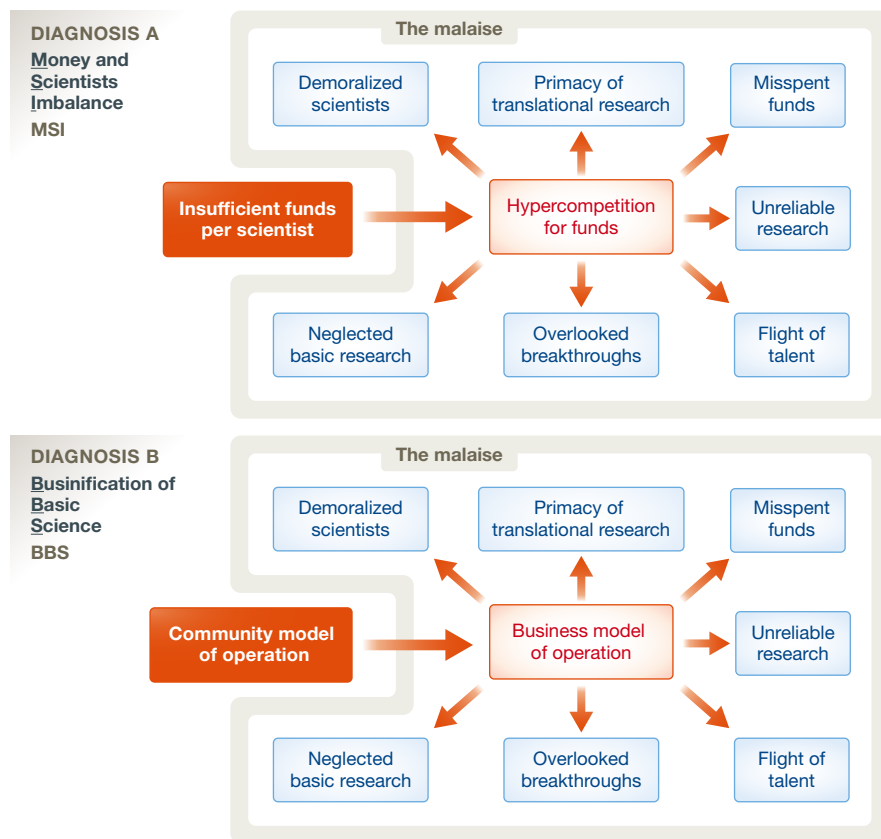 DIAGNOSIS A
Money and
Scientists
Imbalance
MSI
The malaise
Demoralized
scientists
Primacy of
translational research
Misspent
funds
Insufficient funds
per scientist
Hypercompetition
for funds
Unreliable
research
Neglected
basic research
Overlooked
breakthroughs
Flight of
talent
DIAGNOSIS B
Businification of
Basic
Science
BBS
The malaise
Demoralized
scientists
Primacy of
translational research
Misspent
funds
Community model
of operation
Business model
of operation
Unreliable
research
Neglected
basic research
Overlooked
breakthroughs
Flight of
talent